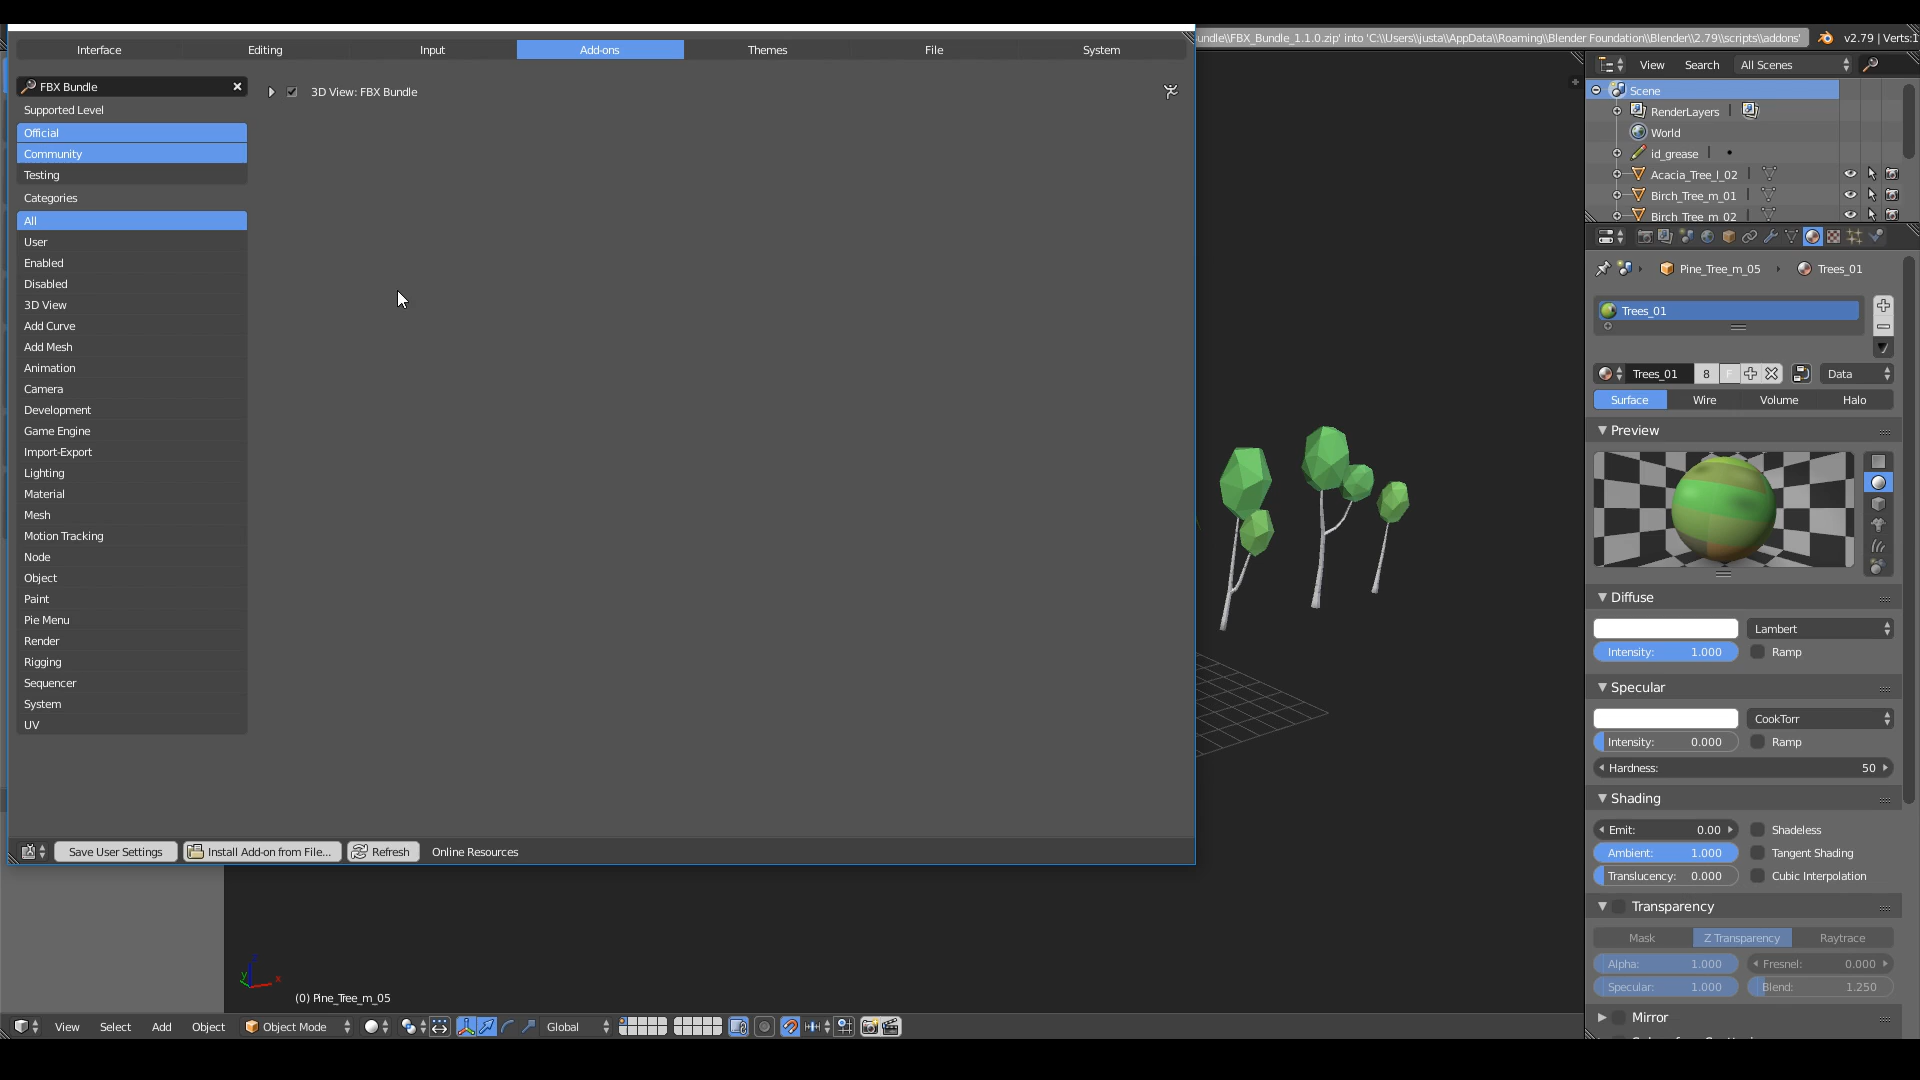 Interface Editing Input Add-ons Themes File System
undle\\FBX_Bundle_1.1.0.zip' into 'C:\\Users\\justa\\AppData\\Roaming\\Blender Foundation\\Blender\\2.79\\scripts\\addons' v2.79 | Verts:1
FBX Bundle
3D View: FBX Bundle
Supported Level
Official
Community
Testing
Categories
All
User
Enabled
Disabled
3D View
Add Curve
Add Mesh
Animation
Camera
Development
Game Engine
Import-Export
Lighting
Material
Mesh
Motion Tracking
Node
Object
Paint
Pie Menu
Render
Rigging
Sequencer
System
UV
Save User Settings Install Add-on from File... Refresh Online Resources
View Search All Scenes
Scene
RenderLayers
World
id_grease
Acacia_Tree_l_02
Birch_Tree_m_01
Birch_Tree_m_02
Pine_Tree_m_05 Trees_01
Trees_01
Trees_01 8 F Data
Surface Wire Volume Halo
Preview
Diffuse
Lambert
Intensity: 1.000 Ramp
Specular
CookTorr
Intensity: 0.000 Ramp
Hardness: 50
Shading
Emit: 0.00 Shadeless
Ambient: 1.000 Tangent Shading
Translucency: 0.000 Cubic Interpolation
Transparency
Mask Z Transparency Raytrace
Alpha: 1.000 Fresnel: 0.000
Specular: 1.000 Blend: 1.250
Mirror
z
y x
(0) Pine_Tree_m_05
View Select Add Object Object Mode Global